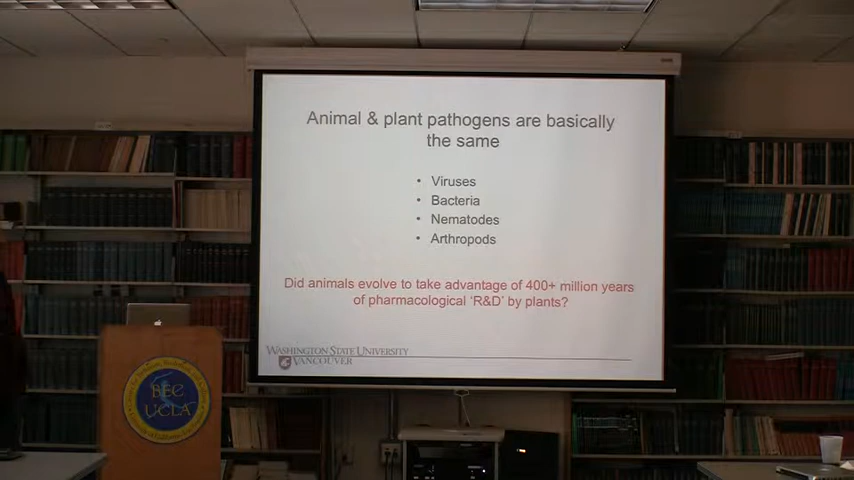 Animal & plant pathogens are basically
the same
• Viruses
• Bacteria
• Nematodes
• Arthropods
Did animals evolve to take advantage of 400+ million years
of pharmacological 'R&D' by plants?
WASHINGTON STATE UNIVERSITY
VANCOUVER
BEC
UCLA